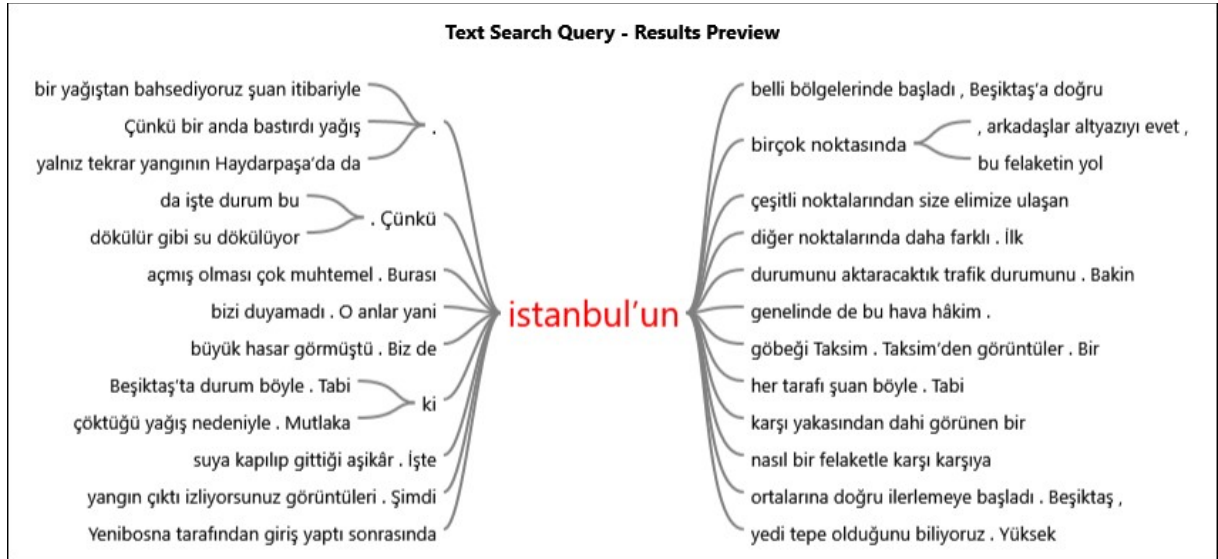 Text Search Query - Results Preview
bir yağıştan bahsediyoruz şuan itibariyle
Çünkü bir anda bastırdı yağış
yalnız tekrar yangının Haydarpaşa'da da
.
da işte durum bu
dökülür gibi su dökülüyor
. Çünkü
açmış olması çok muhtemel . Burası
bizi duyamadı . O anlar yani
büyük hasar görmüştü . Biz de
Beşiktaş'ta durum böyle . Tabi
çöktüğü yağış nedeniyle . Mutlaka
ki
suya kapılıp gittiği aşikâr . İşte
yangın çıktı izliyorsunuz görüntüleri . Şimdi
Yenibosna tarafından giriş yaptı sonrasında
istanbul'un
belli bölgelerinde başladı , Beşiktaş'a doğru
birçok noktasında
, arkadaşlar altyazıyı evet ,
bu felaketin yol
çeşitli noktalarından size elimize ulaşan
diğer noktalarında daha farklı . İlk
durumunu aktaracaktık trafik durumunu . Bakin
genelinde de bu hava hâkim .
göbeği Taksim . Taksim'den görüntüler . Bir
her tarafı şuan böyle . Tabi
karşı yakasından dahi görünen bir
nasıl bir felaketle karşı karşıya
ortalarına doğru ilerlemeye başladı . Beşiktaş ,
yedi tepe olduğunu biliyoruz . Yüksek